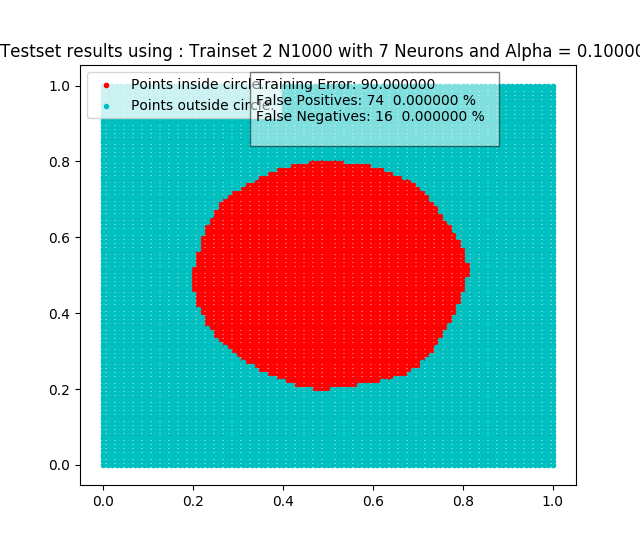 Testset results using : Trainset 2 N1000 with 7 Neurons and Alpha = 0.10000
Points inside circle
Points outside circle
Training Error: 90.000000
False Positives: 74 0.000000 %
False Negatives: 16 0.000000 %
1.0
0.8
0.6
0.4
0.2
0.0
0.0 0.2 0.4 0.6 0.8 1.0